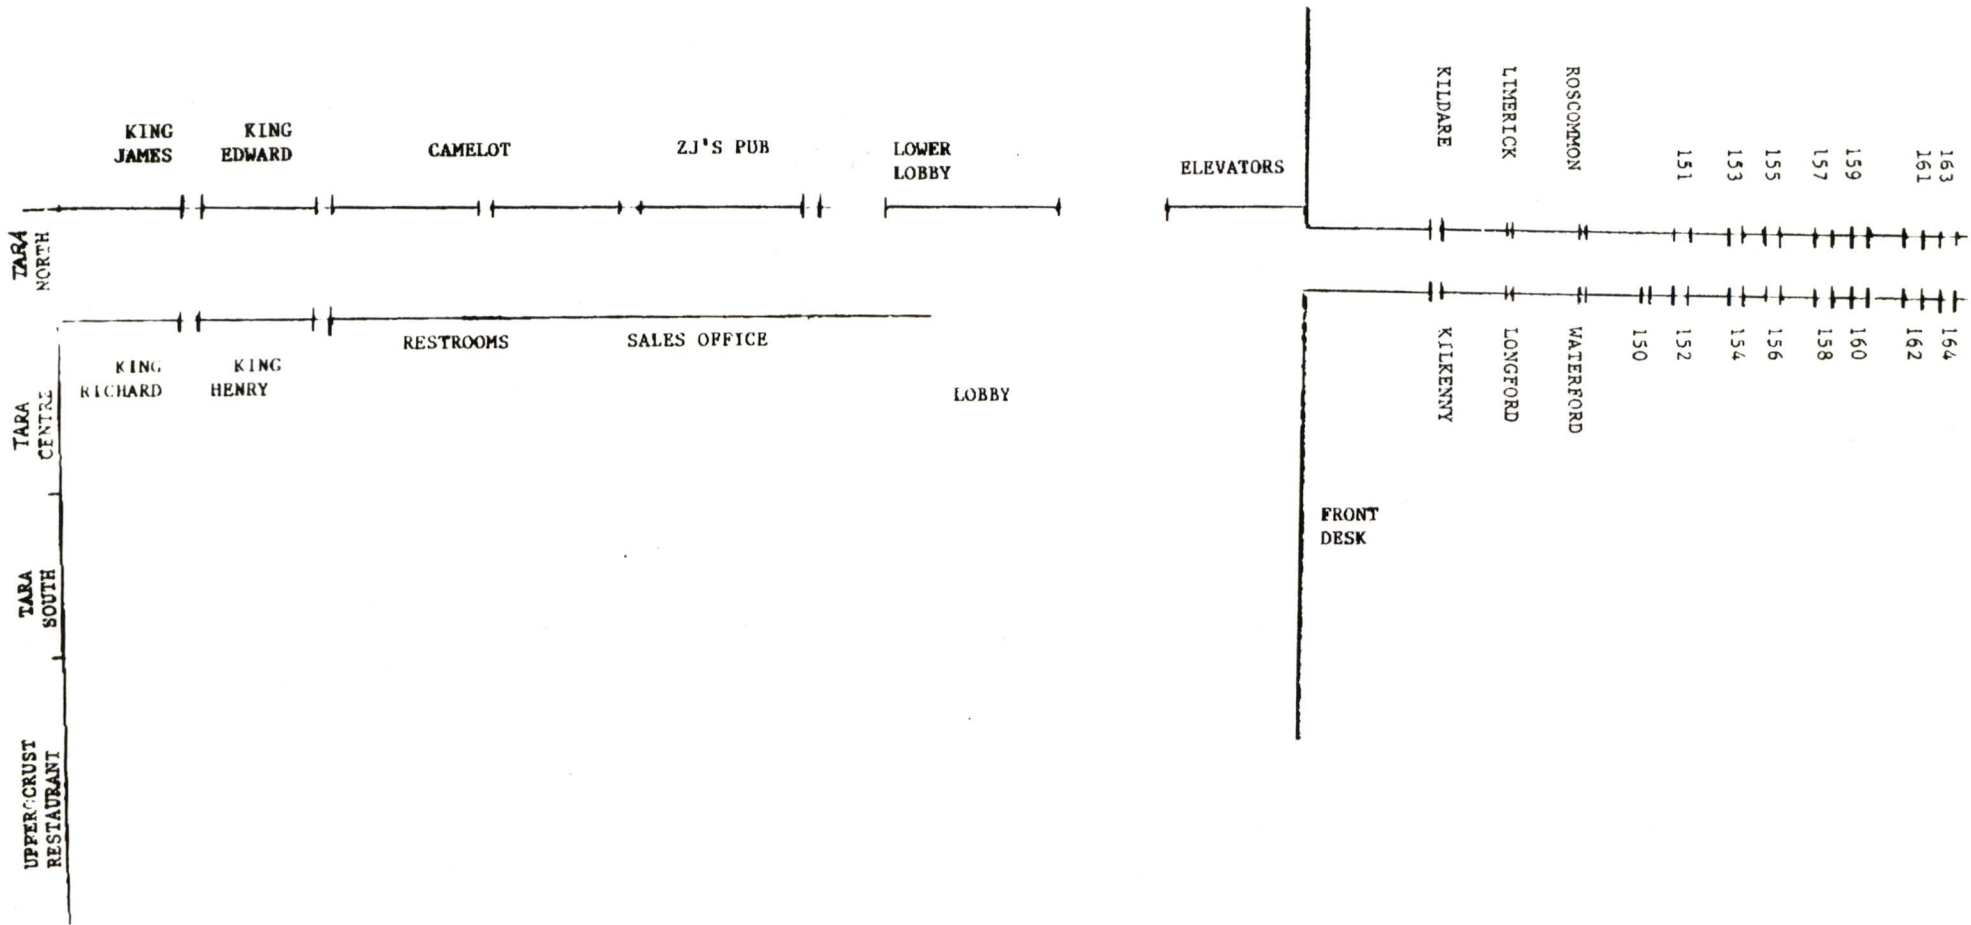 KING
JAMES
KING
EDWARD
CAMELOT
ZJ'S PUB
LOWER
LOBBY
ELEVATORS
KILDARE
LIMERICK
ROSCOMMON
151
153
155
157
159
161
163
TARA
NORTH
KING
RICHARD
KING
HENRY
RESTROOMS
SALES OFFICE
LOBBY
KILKENNY
LONGFORD
WATERFORD
150
152
154
156
158
160
162
164
TARA
CENTRE
FRONT
DESK
TARA
SOUTH
UPPERCRUST
RESTAURANT